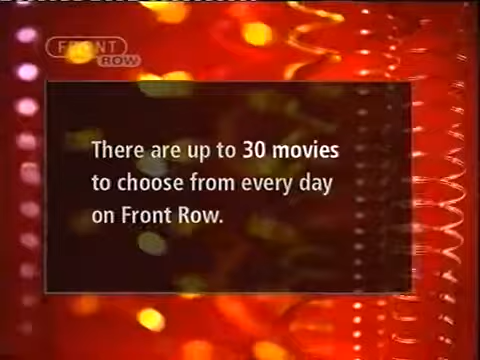 FRONT
ROW
There are up to 30 movies
to choose from every day
on Front Row.